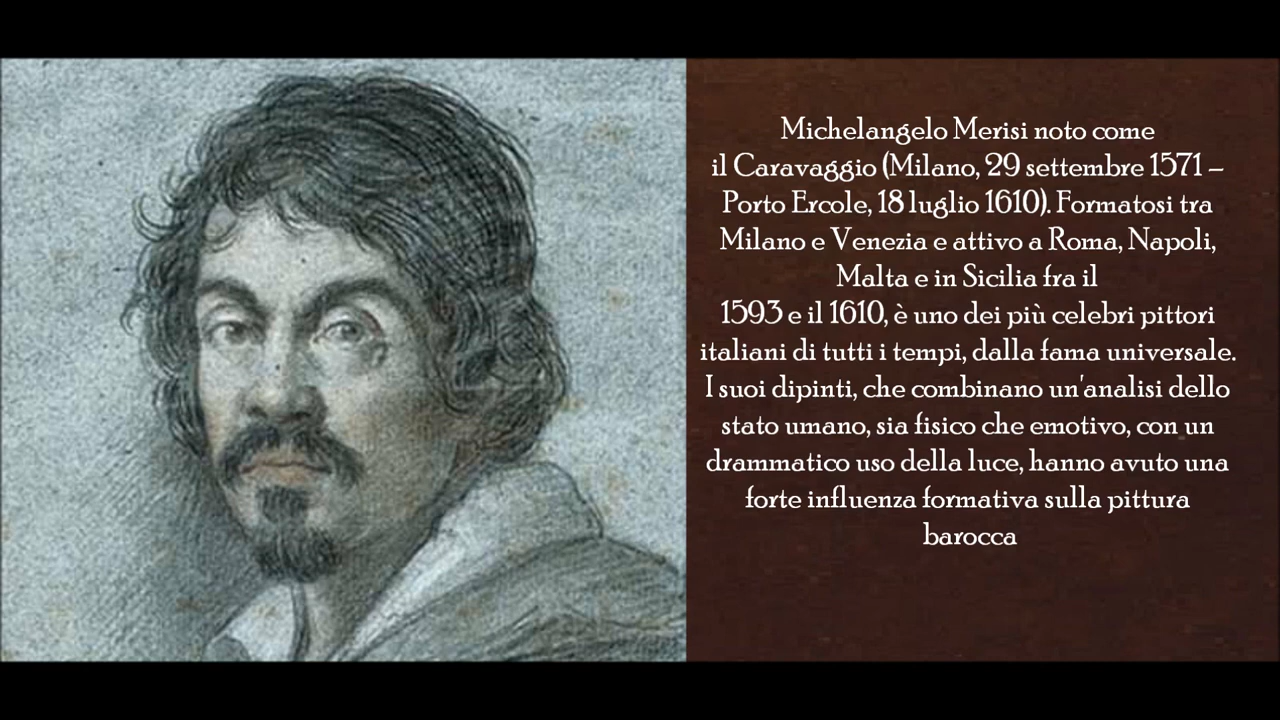 Michelangelo Merisi noto come
il Caravaggio (Milano, 29 settembre 1571 –
Porto Ercole, 18 luglio 1610). Formatosi tra
Milano e Venezia e attivo a Roma, Napoli,
Malta e in Sicilia fra il
1593 e il 1610, è uno dei più celebri pittori
italiani di tutti i tempi, dalla fama universale.
I suoi dipinti, che combinano un'analisi dello
stato umano, sia fisico che emotivo, con un
drammatico uso della luce, hanno avuto una
forte influenza formativa sulla pittura
barocca